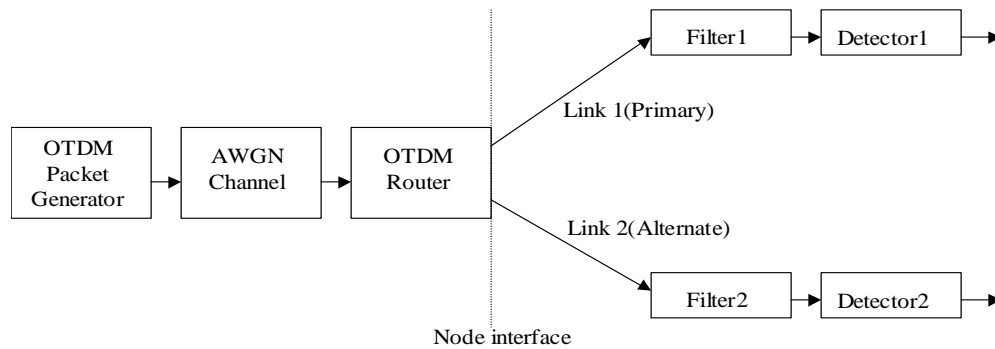 OTDM
Packet
Generator
AWGN
Channel
OTDM
Router
Link 1(Primary)
Filter1
Detector1
Link 2(Alternate)
Filter2
Detector2
Node interface